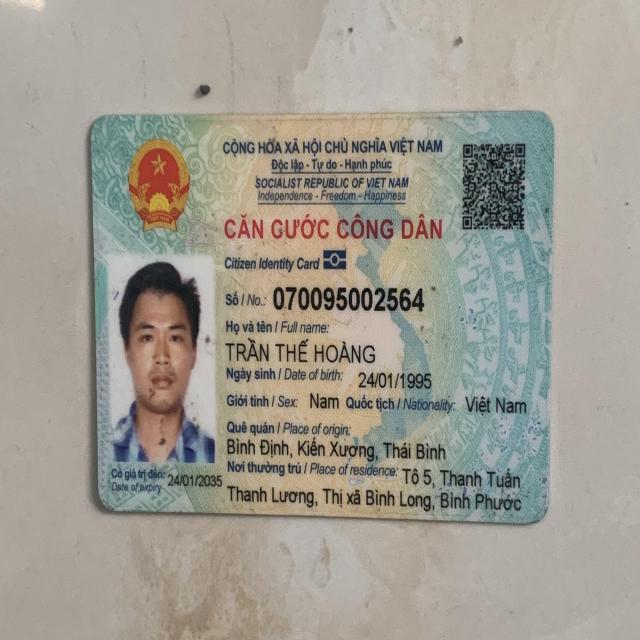 CỘNG HÒA XÃ HỘI CHỦ NGHĨA VIỆT NAM
Độc lập - Tự do - Hạnh phúc
SOCIALIST REPUBLIC OF VIET NAM
Independence - Freedom - Happiness
CĂN CƯỚC CÔNG DÂN
Citizen Identity Card
Số / No.: 070095002564
Họ và tên / Full name:
TRẦN THẾ HOÀNG
Ngày sinh / Date of birth: 24/01/1995
Giới tính / Sex: Nam Quốc tịch / Nationality: Việt Nam
Quê quán / Place of origin:
Bình Định, Kiến Xương, Thái Bình
Nơi thường trú / Place of residence: Tổ 5, Thanh Tuấn
Thanh Lương, Thị xã Bình Long, Bình Phước
Có giá trị đến: 24/01/2035
Date of expiry